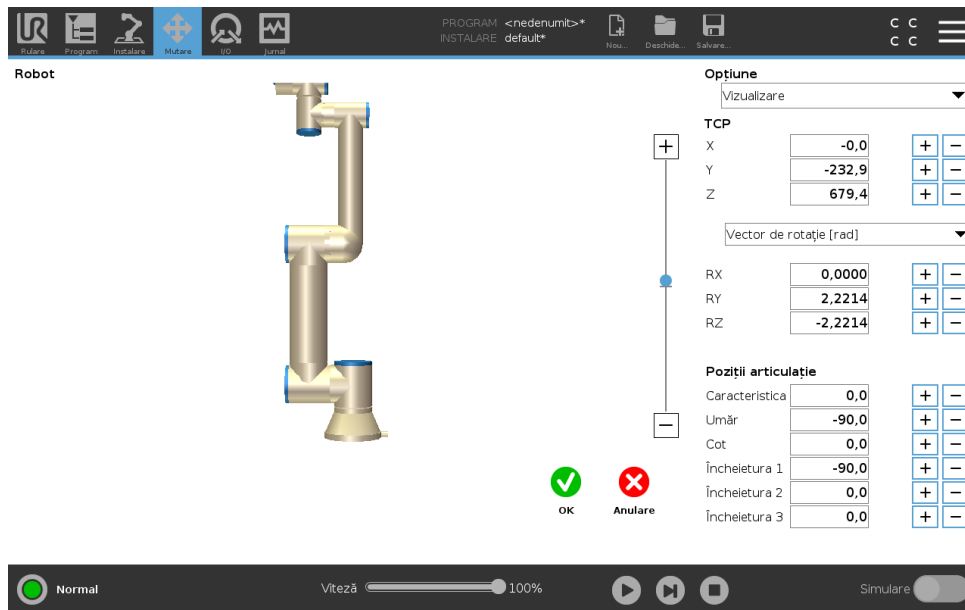 Rulare Program Instalare Mutare I/O Jurnal
PROGRAM <nedenumit>*
INSTALARE default*
Nou... Deschide... Salvare...
C C
C C
Robot
Opțiune
Vizualizare
TCP
X -0,0 + −
Y -232,9 + −
Z 679,4 + −
Vector de rotație [rad]
RX 0,0000 + −
RY 2,2214 + −
RZ -2,2214 + −
Poziții articulație
Caracteristica 0,0 + −
Umăr -90,0 + −
Cot 0,0 + −
Încheietura 1 -90,0 + −
Încheietura 2 0,0 + −
Încheietura 3 0,0 + −
OK Anulare
Normal
Viteză 100%
Simulare